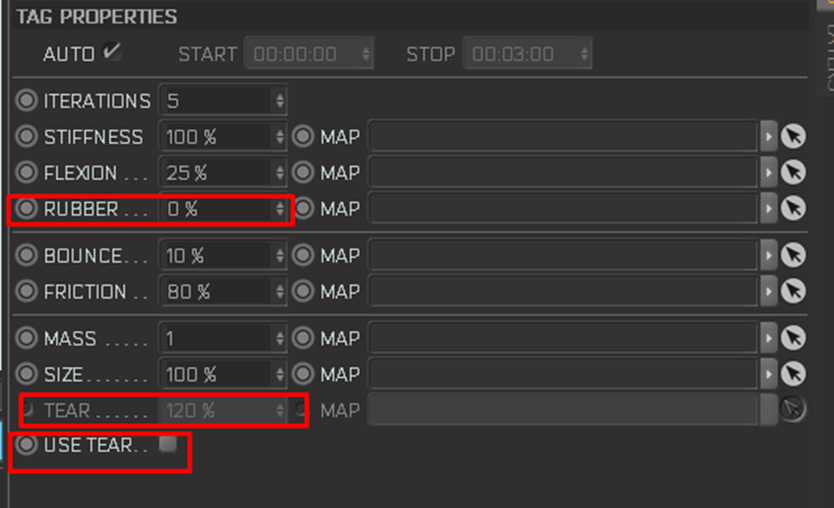 TAG PROPERTIES
AUTO START 00:00:00 STOP 00:03:00
ITERATIONS 5
STIFFNESS 100 % MAP
FLEXION ... 25 % MAP
RUBBER ... 0 % MAP
BOUNCE... 10 % MAP
FRICTION .. 80 % MAP
MASS ..... 1 MAP
SIZE....... 100 % MAP
TEAR ...... 120 % MAP
USE TEAR..